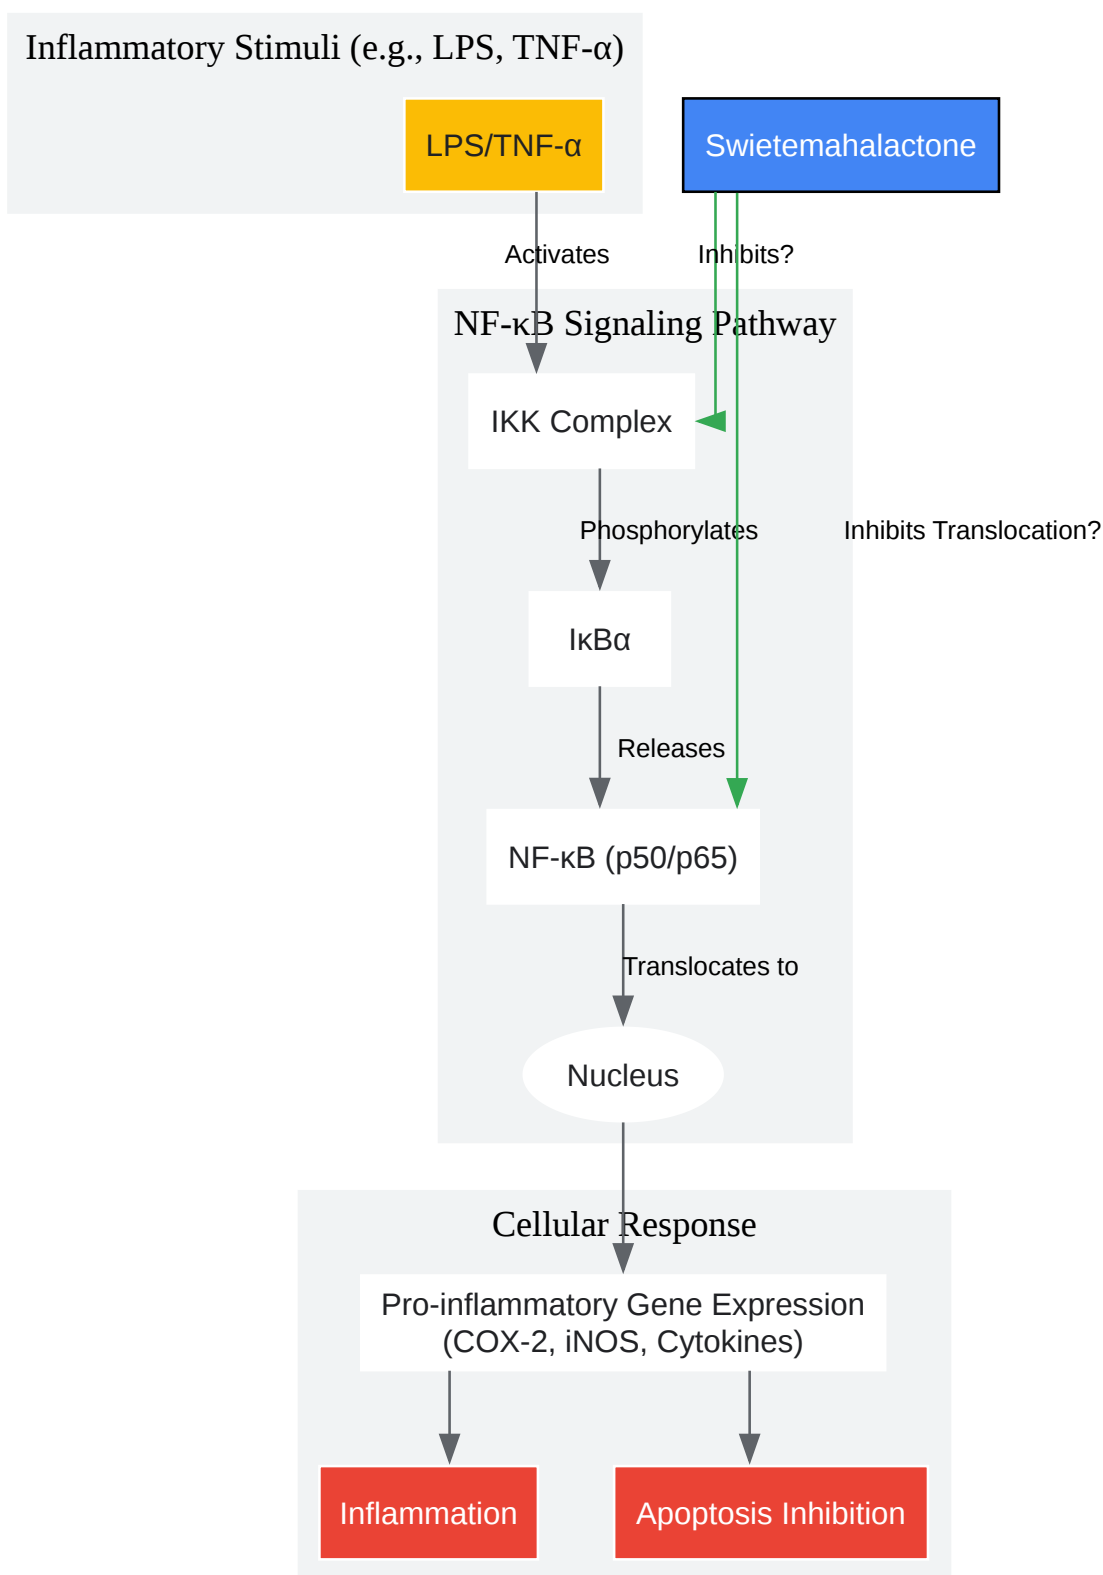 Inflammatory Stimuli (e.g., LPS, TNF-α)
LPS/TNF-α
Swietemahalactone
Activates
Inhibits?
NF-κB Signaling Pathway
IKK Complex
Phosphorylates
Inhibits Translocation?
IκBα
Releases
NF-κB (p50/p65)
Translocates to
Nucleus
Cellular Response
Pro-inflammatory Gene Expression
(COX-2, iNOS, Cytokines)
Inflammation
Apoptosis Inhibition